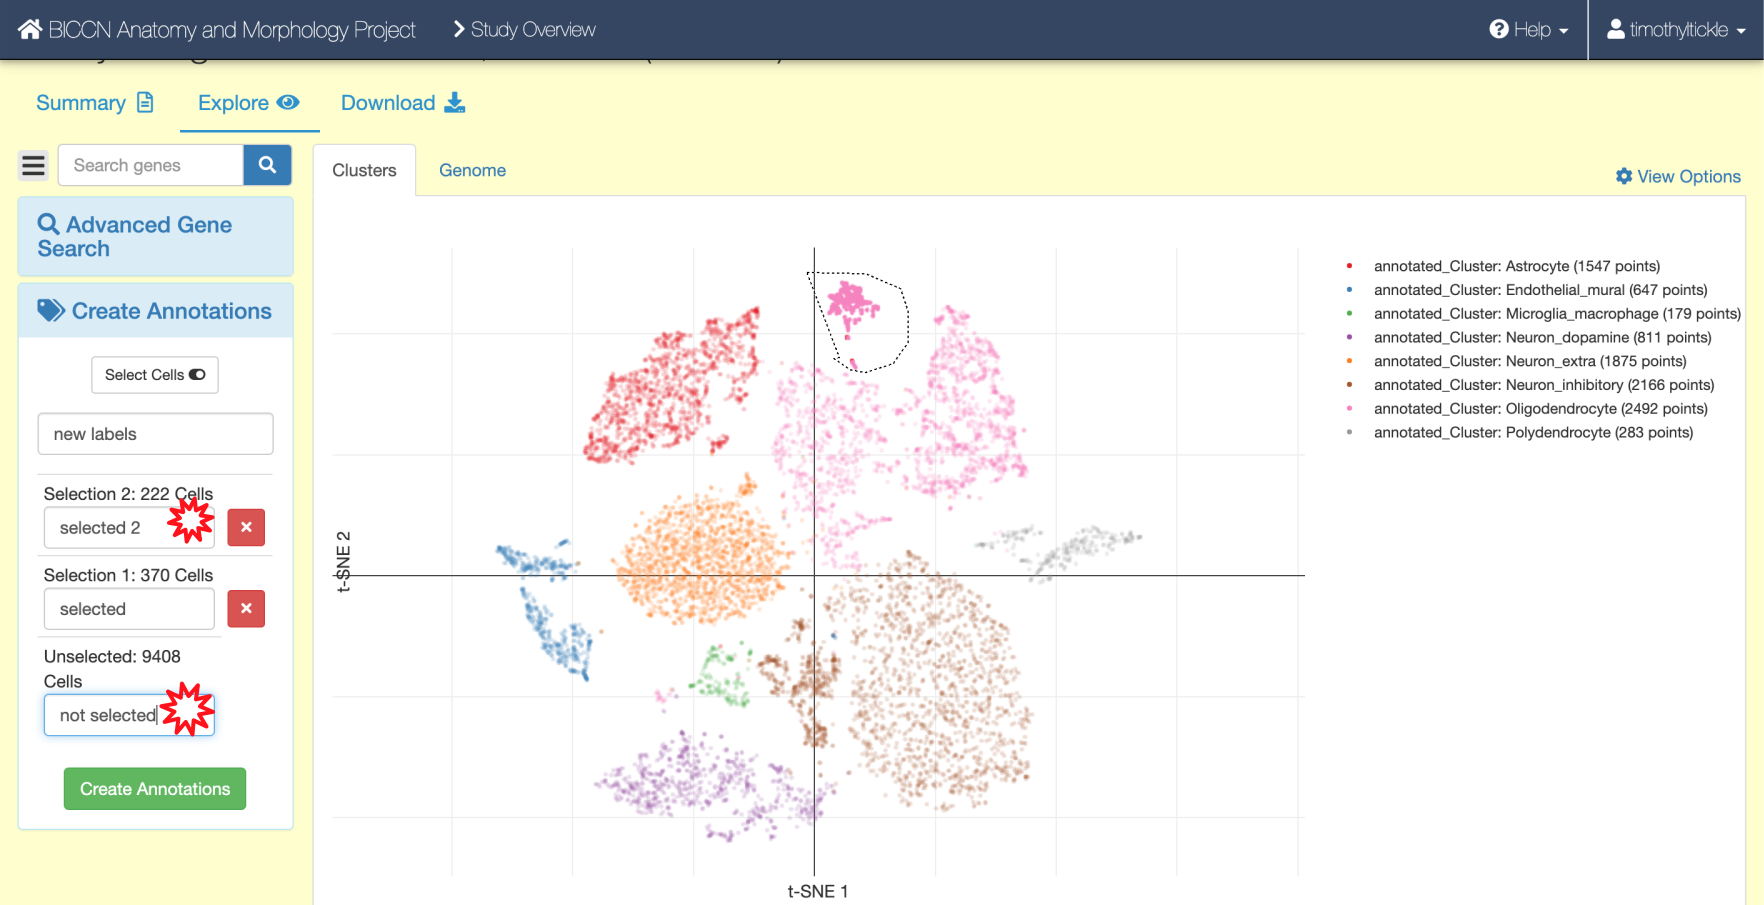 BICCN Anatomy and Morphology Project
Study Overview
Help
timothyltickle
Summary
Explore
Download
Search genes
Clusters
Genome
View Options
Advanced Gene
Search
Create Annotations
Select Cells
new labels
Selection 2: 222 Cells
selected 2
Selection 1: 370 Cells
selected
Unselected: 9408
Cells
not selected
Create Annotations
t-SNE 2
t-SNE 1
annotated_Cluster: Astrocyte (1547 points)
annotated_Cluster: Endothelial_mural (647 points)
annotated_Cluster: Microglia_macrophage (179 points)
annotated_Cluster: Neuron_dopamine (811 points)
annotated_Cluster: Neuron_extra (1875 points)
annotated_Cluster: Neuron_inhibitory (2166 points)
annotated_Cluster: Oligodendrocyte (2492 points)
annotated_Cluster: Polydendrocyte (283 points)